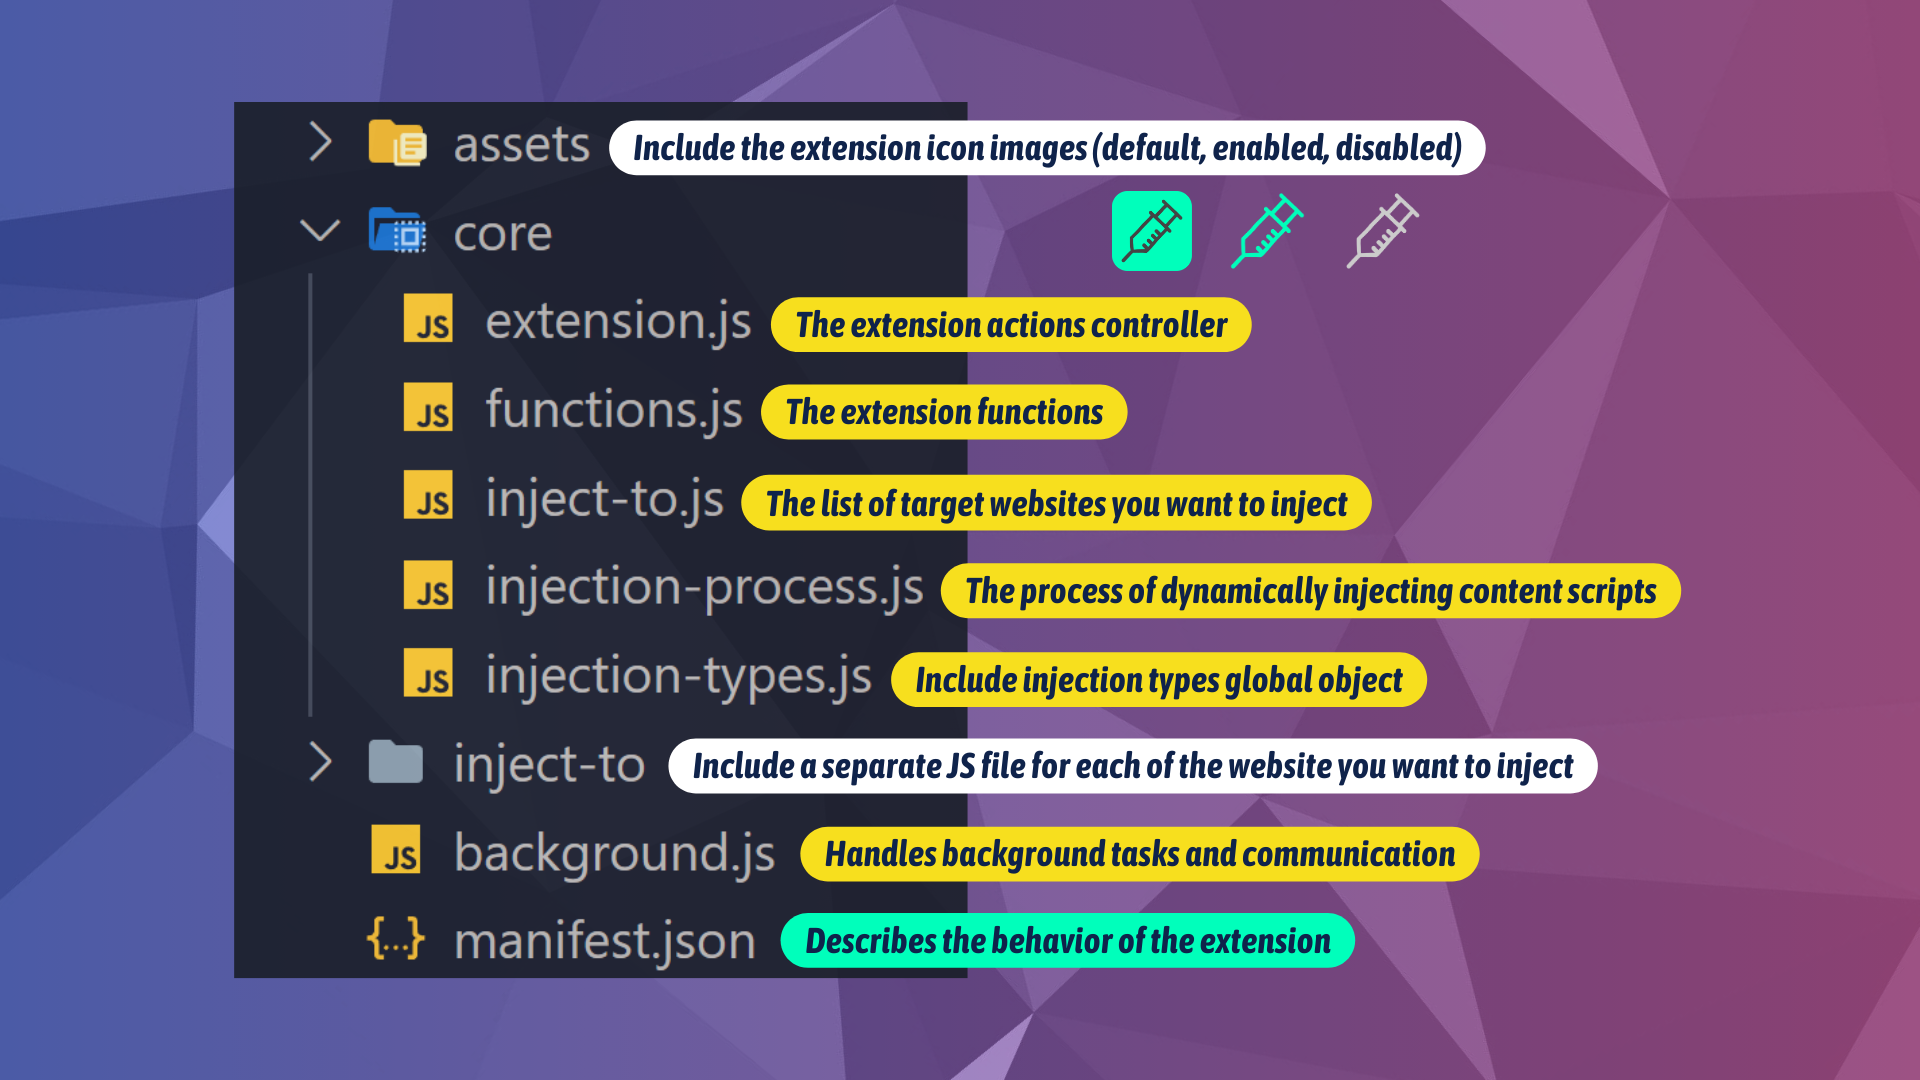 assets Include the extension icon images (default, enabled, disabled)
core
JS extension.js The extension actions controller
JS functions.js The extension functions
JS inject-to.js The list of target websites you want to inject
JS injection-process.js The process of dynamically injecting content scripts
JS injection-types.js Include injection types global object
inject-to Include a separate JS file for each of the website you want to inject
JS background.js Handles background tasks and communication
{...} manifest.json Describes the behavior of the extension